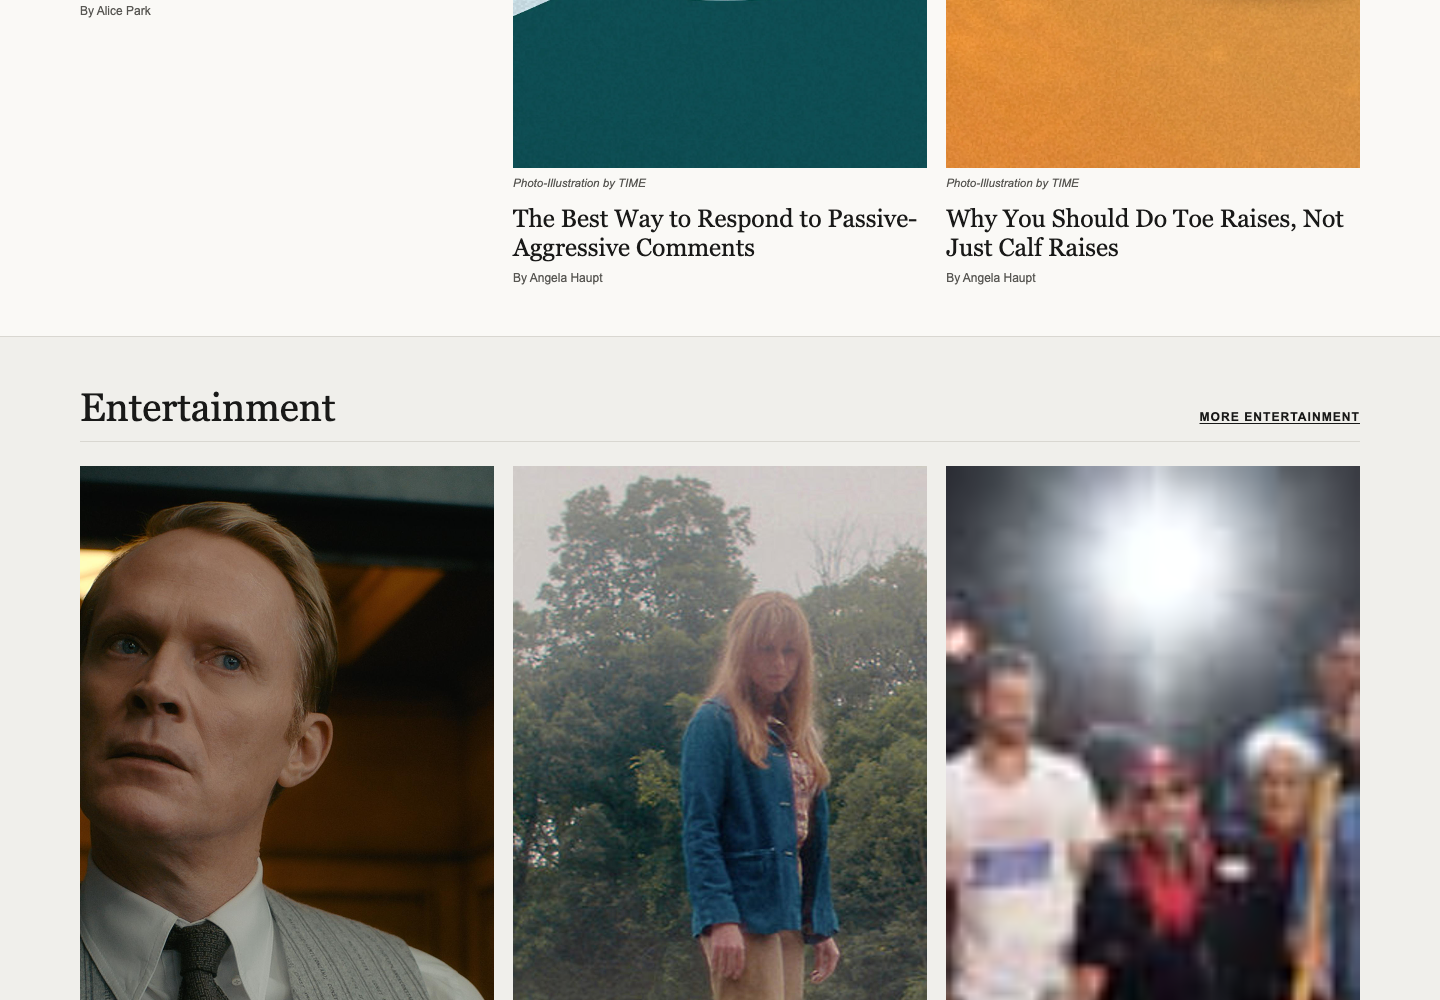 By Alice Park
Photo-Illustration by TIME
The Best Way to Respond to Passive-
Aggressive Comments
By Angela Haupt
Photo-Illustration by TIME
Why You Should Do Toe Raises, Not
Just Calf Raises
By Angela Haupt
Entertainment
MORE ENTERTAINMENT